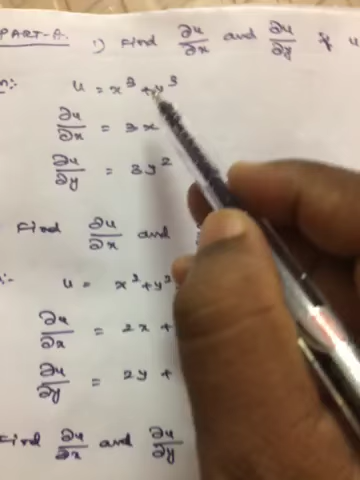 PART-A. 1) Find ∂u/∂x and ∂u/∂y if u
u = x³ + y³
∂u/∂x = 3x
∂u/∂y = 3y²
Find ∂u/∂x and
u = x² + y²
∂u/∂x = 2x +
∂u/∂y = 2y +
Find ∂u/∂x and ∂u/∂y